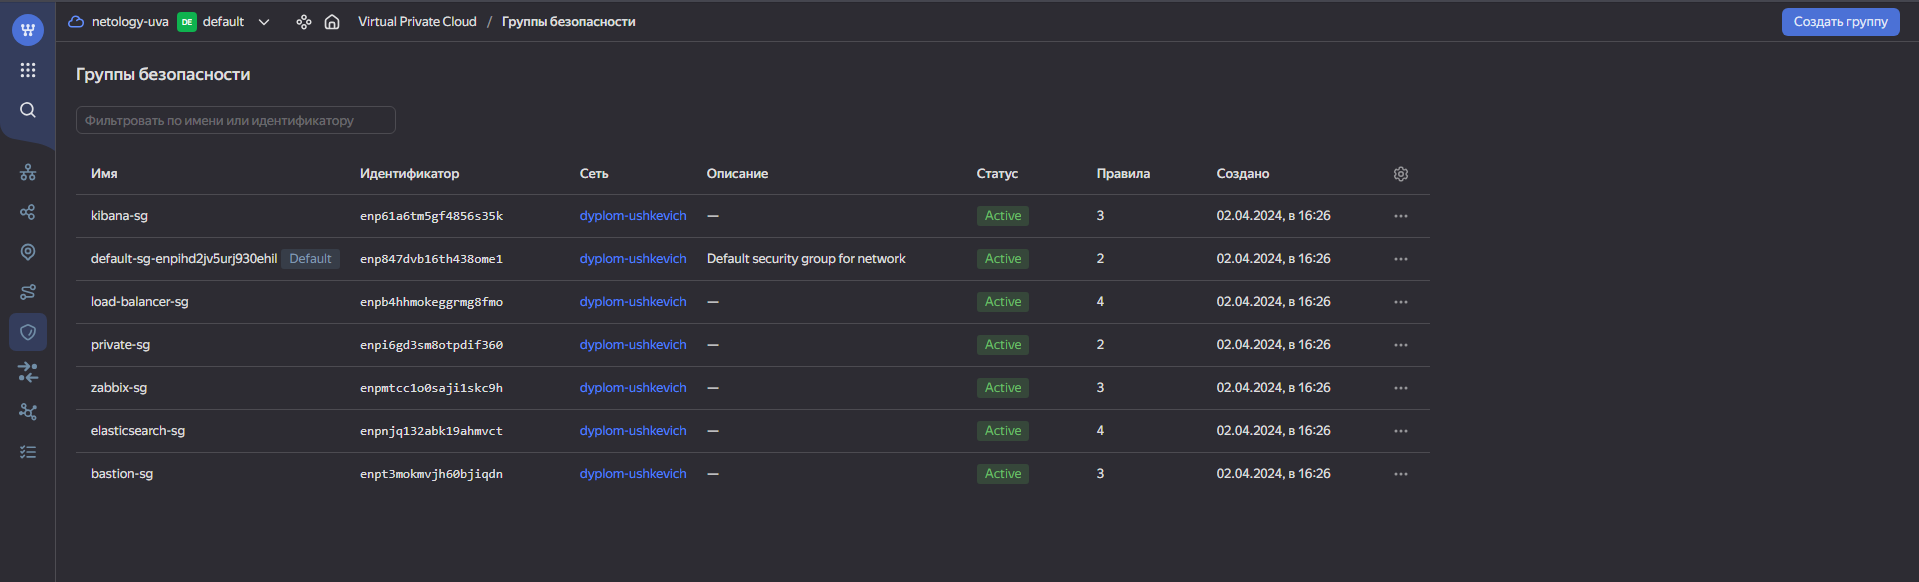 netology-uva DE default Virtual Private Cloud / Группы безопасности Создать группу
Группы безопасности
Фильтровать по имени или идентификатору
Имя Идентификатор Сеть Описание Статус Правила Создано
kibana-sg enp61a6tm5gf4856s35k dyplom-ushkevich — Active 3 02.04.2024, в 16:26
default-sg-enpihd2jv5urj930ehil Default enp847dvb16th438ome1 dyplom-ushkevich Default security group for network Active 2 02.04.2024, в 16:26
load-balancer-sg enpb4hhmokeggrmg8fmo dyplom-ushkevich — Active 4 02.04.2024, в 16:26
private-sg enpi6gd3sm8otpdif360 dyplom-ushkevich — Active 2 02.04.2024, в 16:26
zabbix-sg enpmtcc1o0saji1skc9h dyplom-ushkevich — Active 3 02.04.2024, в 16:26
elasticsearch-sg enpnjq132abk19ahmvct dyplom-ushkevich — Active 4 02.04.2024, в 16:26
bastion-sg enpt3mokmvjh60bjiqdn dyplom-ushkevich — Active 3 02.04.2024, в 16:26